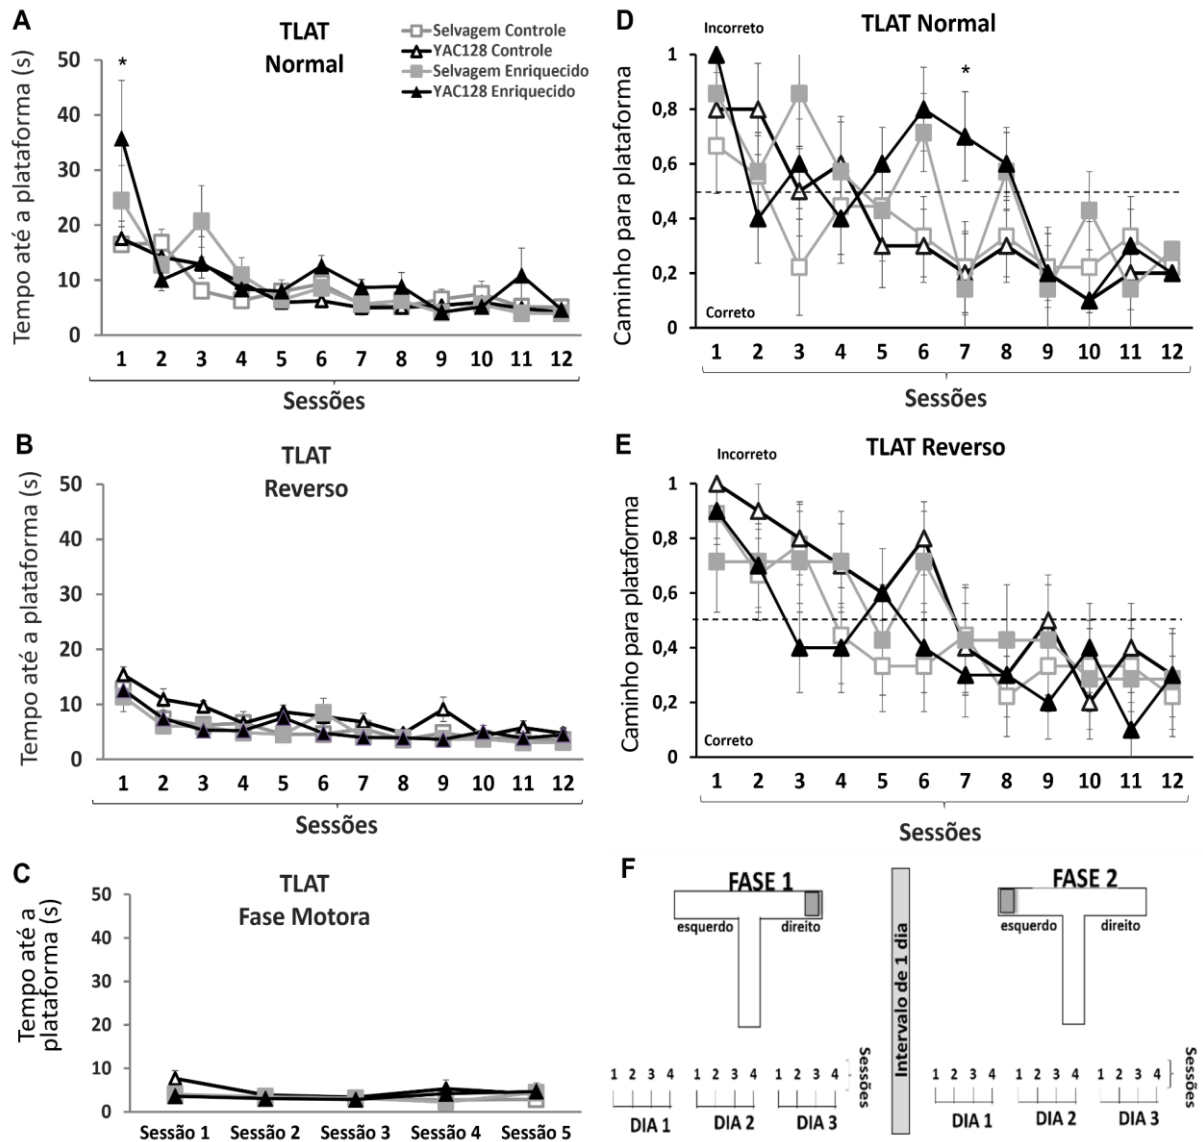 A
TLAT
Normal
Selvagem Controle
YAC128 Controle
Selvagem Enriquecido
YAC128 Enriquecido
*
Tempo até a plataforma (s)
50
40
30
20
10
0
1 2 3 4 5 6 7 8 9 10 11 12
Sessões
D
TLAT Normal
Incorreto
*
Caminho para plataforma
1
0,8
0,6
0,4
0,2
0
Correto
1 2 3 4 5 6 7 8 9 10 11 12
Sessões
B
TLAT
Reverso
Tempo até a plataforma (s)
50
40
30
20
10
0
1 2 3 4 5 6 7 8 9 10 11 12
Sessões
E
TLAT Reverso
Incorreto
Caminho para plataforma
1
0,8
0,6
0,4
0,2
0
Correto
1 2 3 4 5 6 7 8 9 10 11 12
Sessões
C
TLAT
Fase Motora
Tempo até a
plataforma (s)
50
40
30
20
10
0
Sessão 1 Sessão 2 Sessão 3 Sessão 4 Sessão 5
F
FASE 1
esquerdo direito
1 2 3 4 1 2 3 4 1 2 3 4
Sessões
DIA 1 DIA 2 DIA 3
Intervalo de 1 dia
FASE 2
esquerdo direito
1 2 3 4 1 2 3 4 1 2 3 4
Sessões
DIA 1 DIA 2 DIA 3